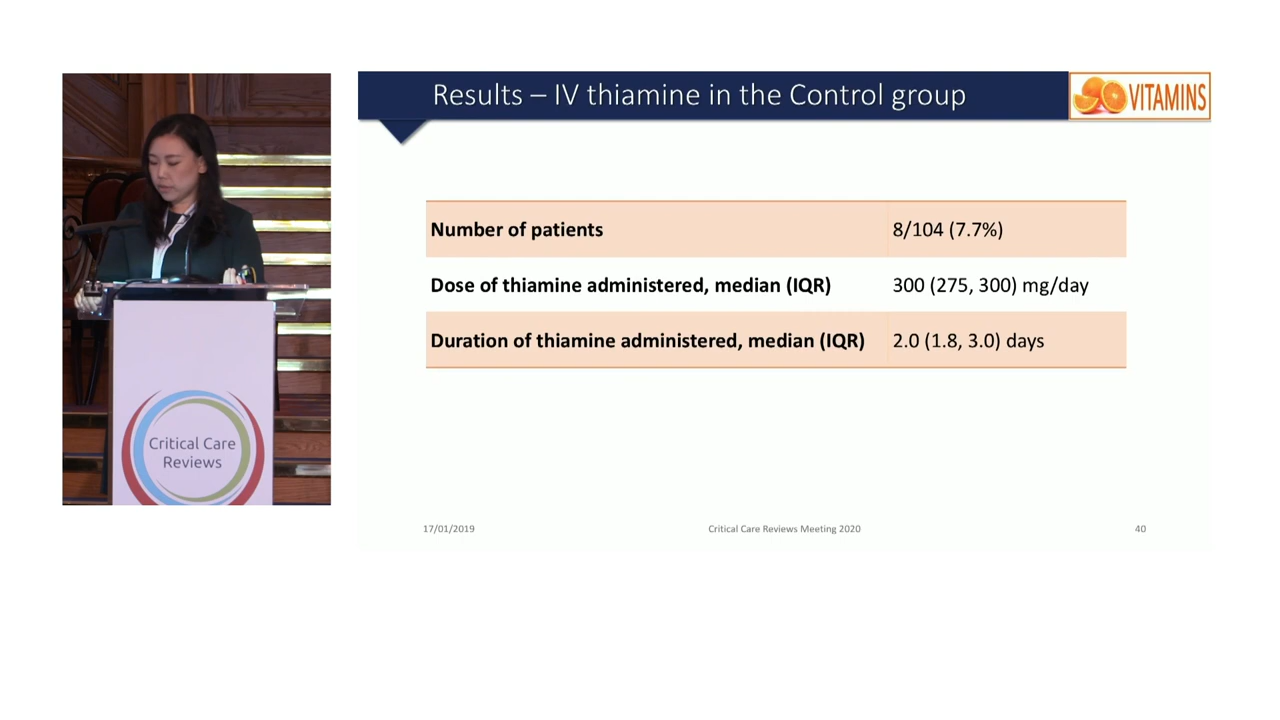 Results – IV thiamine in the Control group
VITAMINS
Number of patients 8/104 (7.7%)
Dose of thiamine administered, median (IQR) 300 (275, 300) mg/day
Duration of thiamine administered, median (IQR) 2.0 (1.8, 3.0) days
Critical Care
Reviews
17/01/2019 Critical Care Reviews Meeting 2020 40